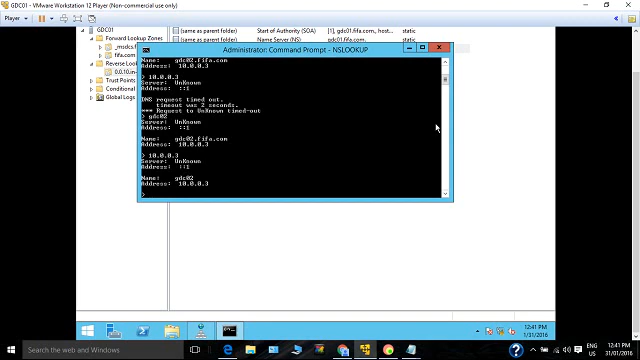 GDC01 - VMware Workstation 12 Player (Non-commercial use only)
Player
GDC01
Forward Lookup Zones
_msdcs.f
fifa.com
Reverse Looku
0.0.10.in-
Trust Points
Conditional
Global Logs
(same as parent folder) Start of Authority (SOA) [1], gdc01.fifa.com., host... static
(same as parent folder) Name Server (NS) gdc01.fifa.com. static
static
Administrator: Command Prompt - NSLOOKUP
Name: gdc02.fifa.com
Address: 10.0.0.3
> 10.0.0.3
Server: UnKnown
Address: ::1
DNS request timed out.
timeout was 2 seconds.
*** Request to UnKnown timed-out
> gdc02
Server: UnKnown
Address: ::1
Name: gdc02.fifa.com
Address: 10.0.0.3
> 10.0.0.3
Server: UnKnown
Address: ::1
Name: gdc02
Address: 10.0.0.3
>
12:41 PM
1/31/2016
Search the web and Windows
ENG
US
12:41 PM
31/01/2016